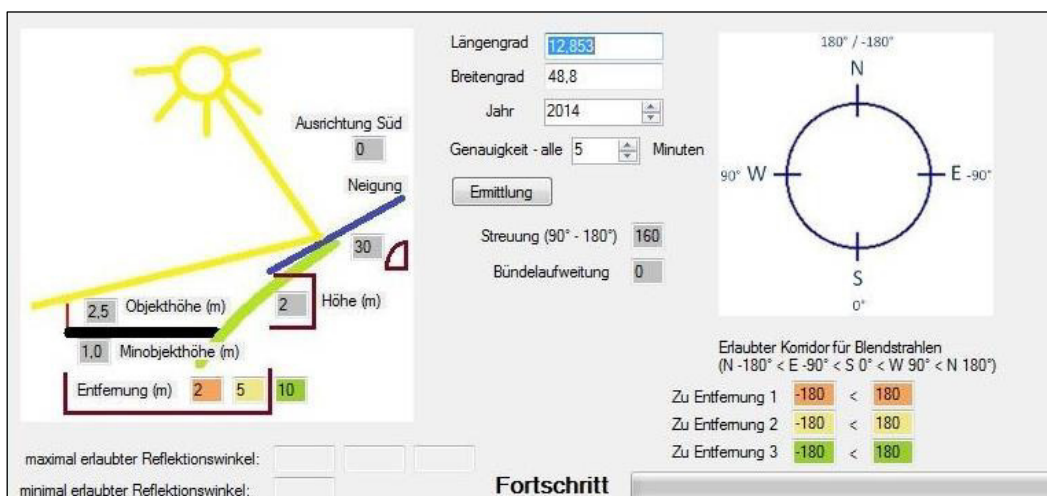 Ausrichtung Süd
0
Neigung
30
2,5 Objekthöhe (m)
2 Höhe (m)
1,0 Minobjekthöhe (m)
Entfernung (m) 2 5 10
Längengrad 12,853
Breitengrad 48,8
Jahr 2014
Genauigkeit - alle 5 Minuten
Ermittlung
Streuung (90° - 180°) 160
Bündelaufweitung 0
180° / -180°
N
90° W
E -90°
S
0°
Erlaubter Korridor für Blendstrahlen
(N -180° < E -90° < S 0° < W 90° < N 180°)
Zu Entfernung 1 -180 < 180
Zu Entfernung 2 -180 < 180
Zu Entfernung 3 -180 < 180
maximal erlaubter Reflektionswinkel:
minimal erlaubter Reflektionswinkel:
Fortschritt